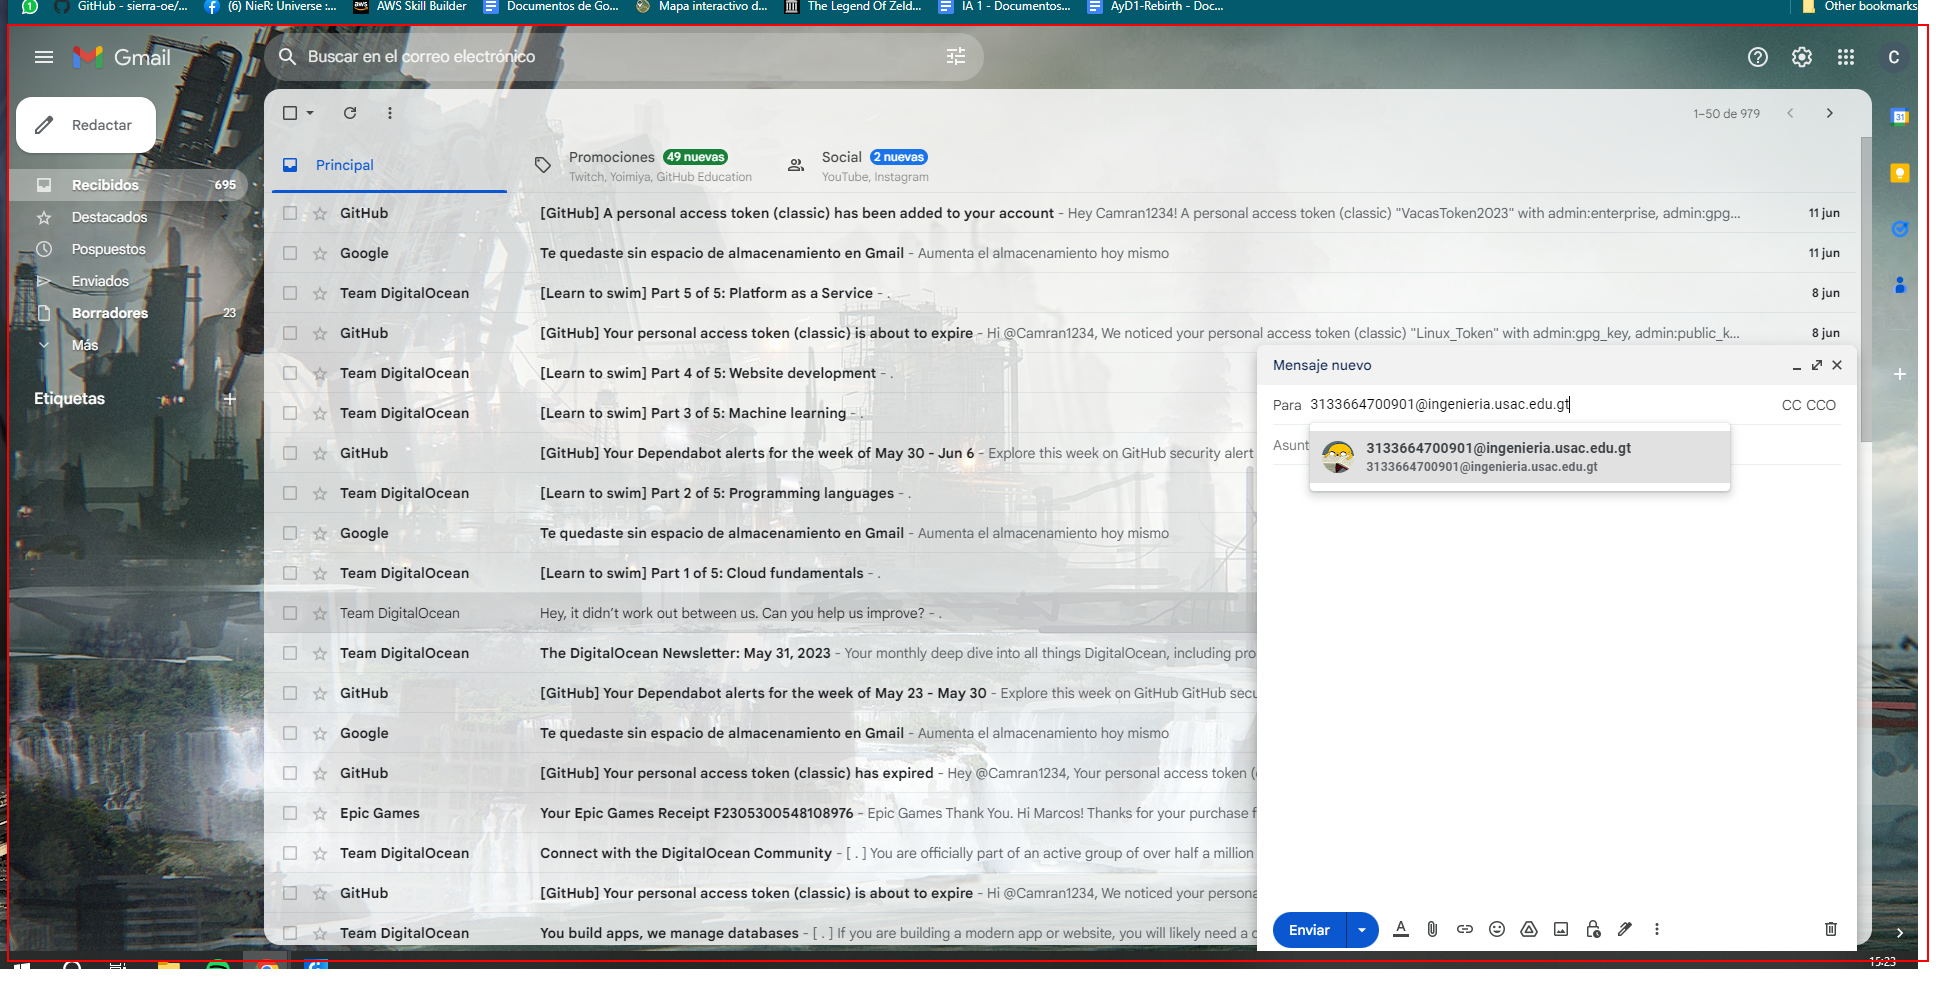 GitHub - sierra-oe/...
(6) NieR: Universe :...
AWS Skill Builder
Documentos de Go...
Mapa interactivo d...
The Legend Of Zeld...
IA 1 - Documentos...
AyD1-Rebirth - Doc...
Other bookmarks
Gmail
Buscar en el correo electrónico
C
Redactar
1–50 de 979
Principal
Promociones 49 nuevas
Twitch, Yoimiya, GitHub Education
Social 2 nuevas
YouTube, Instagram
Recibidos 695
Destacados
Pospuestos
Enviados
Borradores 23
Más
Etiquetas
GitHub [GitHub] A personal access token (classic) has been added to your account - Hey Camran1234! A personal access token (classic) "VacasToken2023" with admin:enterprise, admin:gpg... 11 jun
Google Te quedaste sin espacio de almacenamiento en Gmail - Aumenta el almacenamiento hoy mismo 11 jun
Team DigitalOcean [Learn to swim] Part 5 of 5: Platform as a Service - . 8 jun
GitHub [GitHub] Your personal access token (classic) is about to expire - Hi @Camran1234, We noticed your personal access token (classic) "Linux_Token" with admin:gpg_key, admin:public_k... 8 jun
Team DigitalOcean [Learn to swim] Part 4 of 5: Website development - .
Team DigitalOcean [Learn to swim] Part 3 of 5: Machine learning - .
GitHub [GitHub] Your Dependabot alerts for the week of May 30 - Jun 6 - Explore this week on GitHub security alert
Team DigitalOcean [Learn to swim] Part 2 of 5: Programming languages - .
Google Te quedaste sin espacio de almacenamiento en Gmail - Aumenta el almacenamiento hoy mismo
Team DigitalOcean [Learn to swim] Part 1 of 5: Cloud fundamentals - .
Team DigitalOcean Hey, it didn’t work out between us. Can you help us improve? - .
Team DigitalOcean The DigitalOcean Newsletter: May 31, 2023 - Your monthly deep dive into all things DigitalOcean, including pro
GitHub [GitHub] Your Dependabot alerts for the week of May 23 - May 30 - Explore this week on GitHub GitHub secu
Google Te quedaste sin espacio de almacenamiento en Gmail - Aumenta el almacenamiento hoy mismo
GitHub [GitHub] Your personal access token (classic) has expired - Hey @Camran1234, Your personal access token (
Epic Games Your Epic Games Receipt F2305300548108976 - Epic Games Thank You. Hi Marcos! Thanks for your purchase f
Team DigitalOcean Connect with the DigitalOcean Community - [ . ] You are officially part of an active group of over half a million
GitHub [GitHub] Your personal access token (classic) is about to expire - Hi @Camran1234, We noticed your persona
Team DigitalOcean You build apps, we manage databases - [ . ] If you are building a modern app or website, you will likely need a
Mensaje nuevo
Para 3133664700901@ingenieria.usac.edu.gt CC CCO
Asunt
3133664700901@ingenieria.usac.edu.gt
3133664700901@ingenieria.usac.edu.gt
Enviar
31
15:23